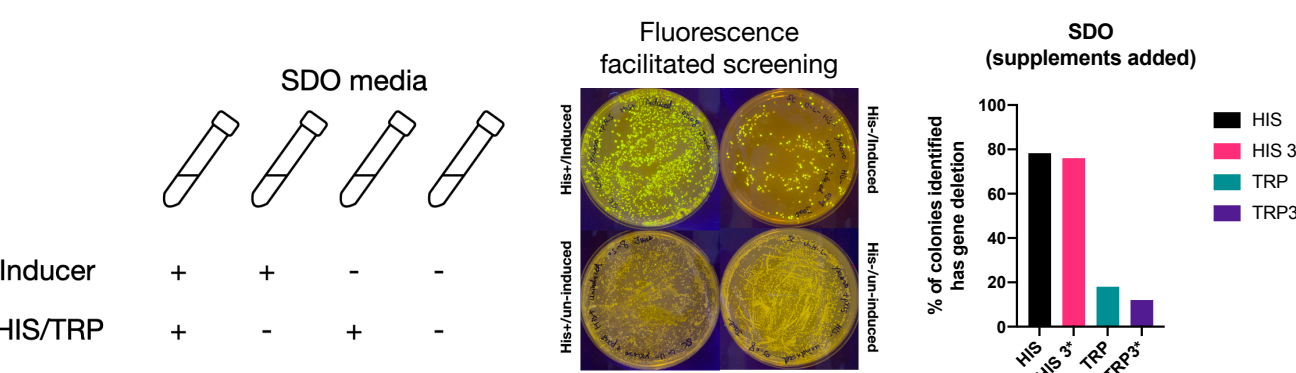 SDO media
Inducer + + - -
HIS/TRP + - + -
Fluorescence
facilitated screening
His+/Induced
His-/Induced
His+/un-induced
His-/un-induced
SDO
(supplements added)
% of colonies identified
has gene deletion
100
80
60
40
20
0
HIS
HIS 3*
TRP
TRP3*
HIS
HIS 3
TRP
TRP3